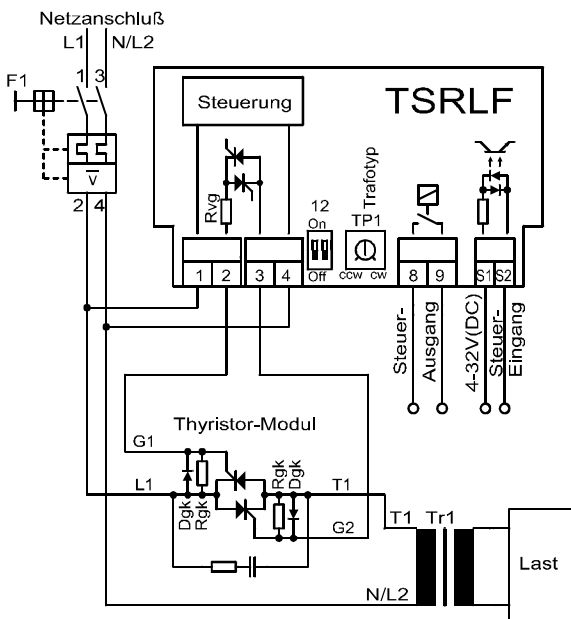 Netzanschluß
L1 N/L2
F1
1 3
V
2 4
Steuerung
TSRLF
Rvg
12
On
Off
Trafotyp
TP1
ccw cw
1 2 3 4 8 9 S1 S2
Steuer-
Ausgang
4-32V(DC)
Steuer-
Eingang
Thyristor-Modul
G1
L1
Dgk
Rgk
Rgk
Dgk
T1
G2
T1 Tr1
N/L2
Last